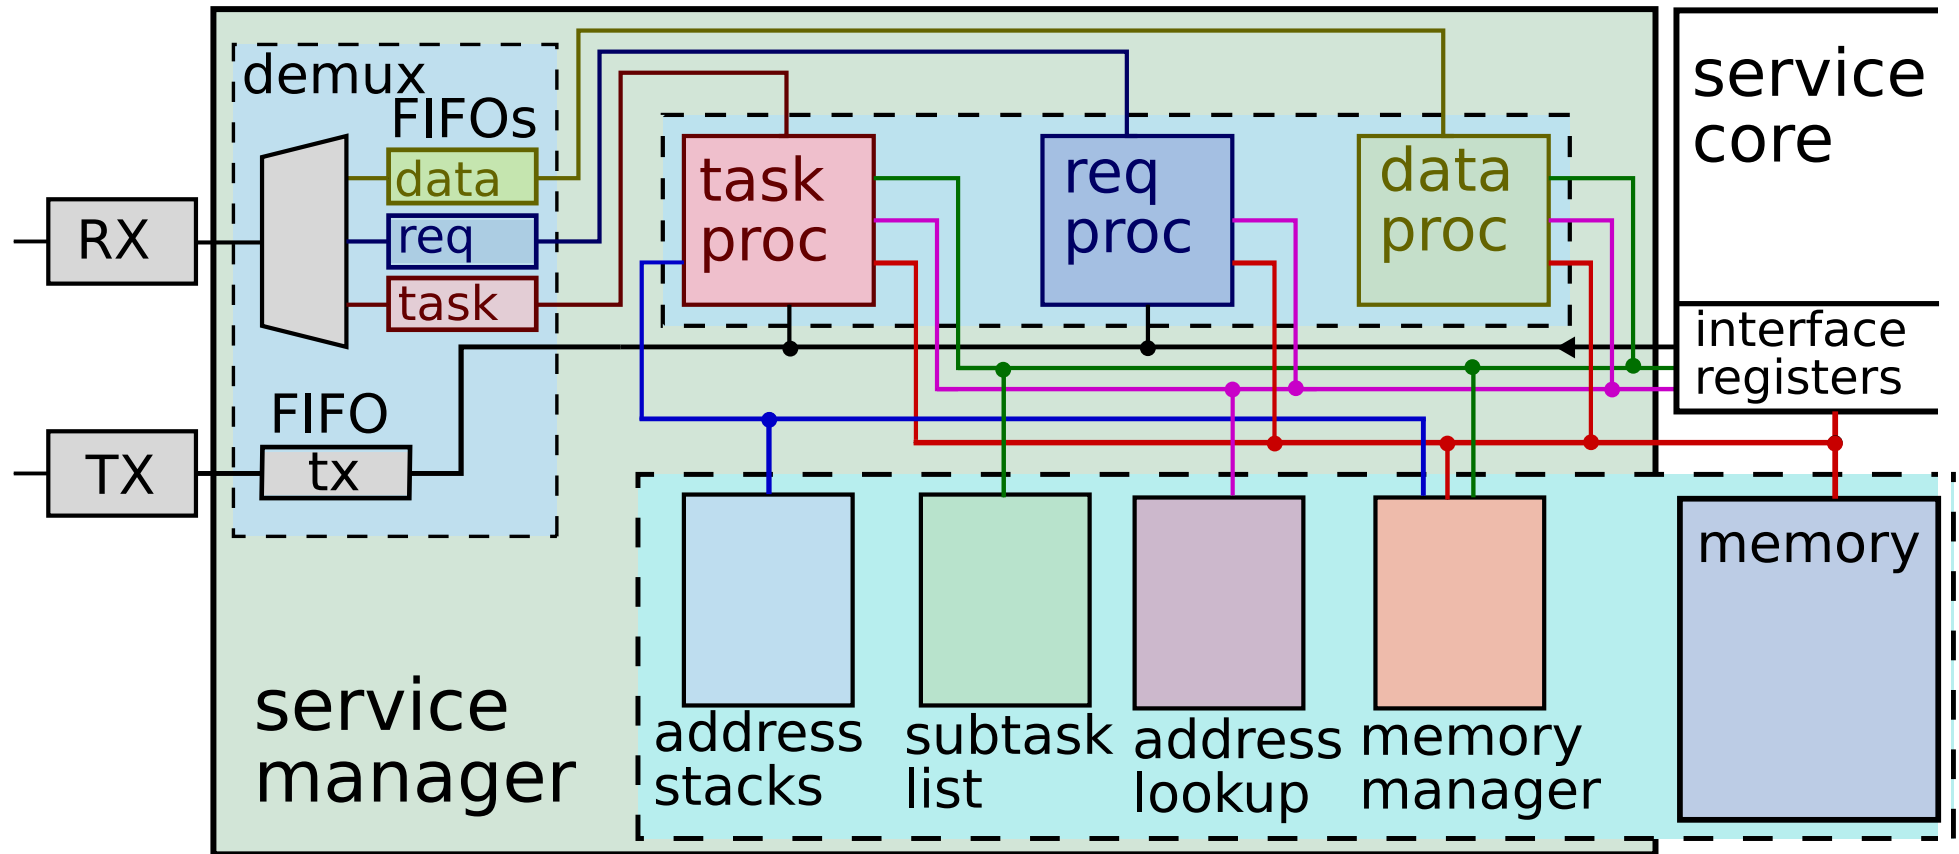 demux
FIFOs
data
req
task
RX
TX
FIFO
tx
task
proc
req
proc
data
proc
service
core
interface
registers
memory
address
stacks
subtask
list
address
lookup
memory
manager
service
manager